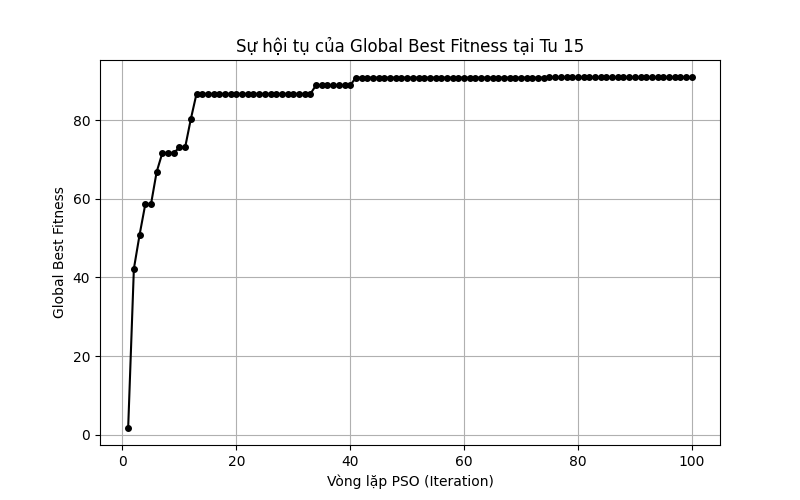 Sự hội tụ của Global Best Fitness tại Tu 15
Global Best Fitness
80
60
40
20
0
0 20 40 60 80 100
Vòng lặp PSO (Iteration)